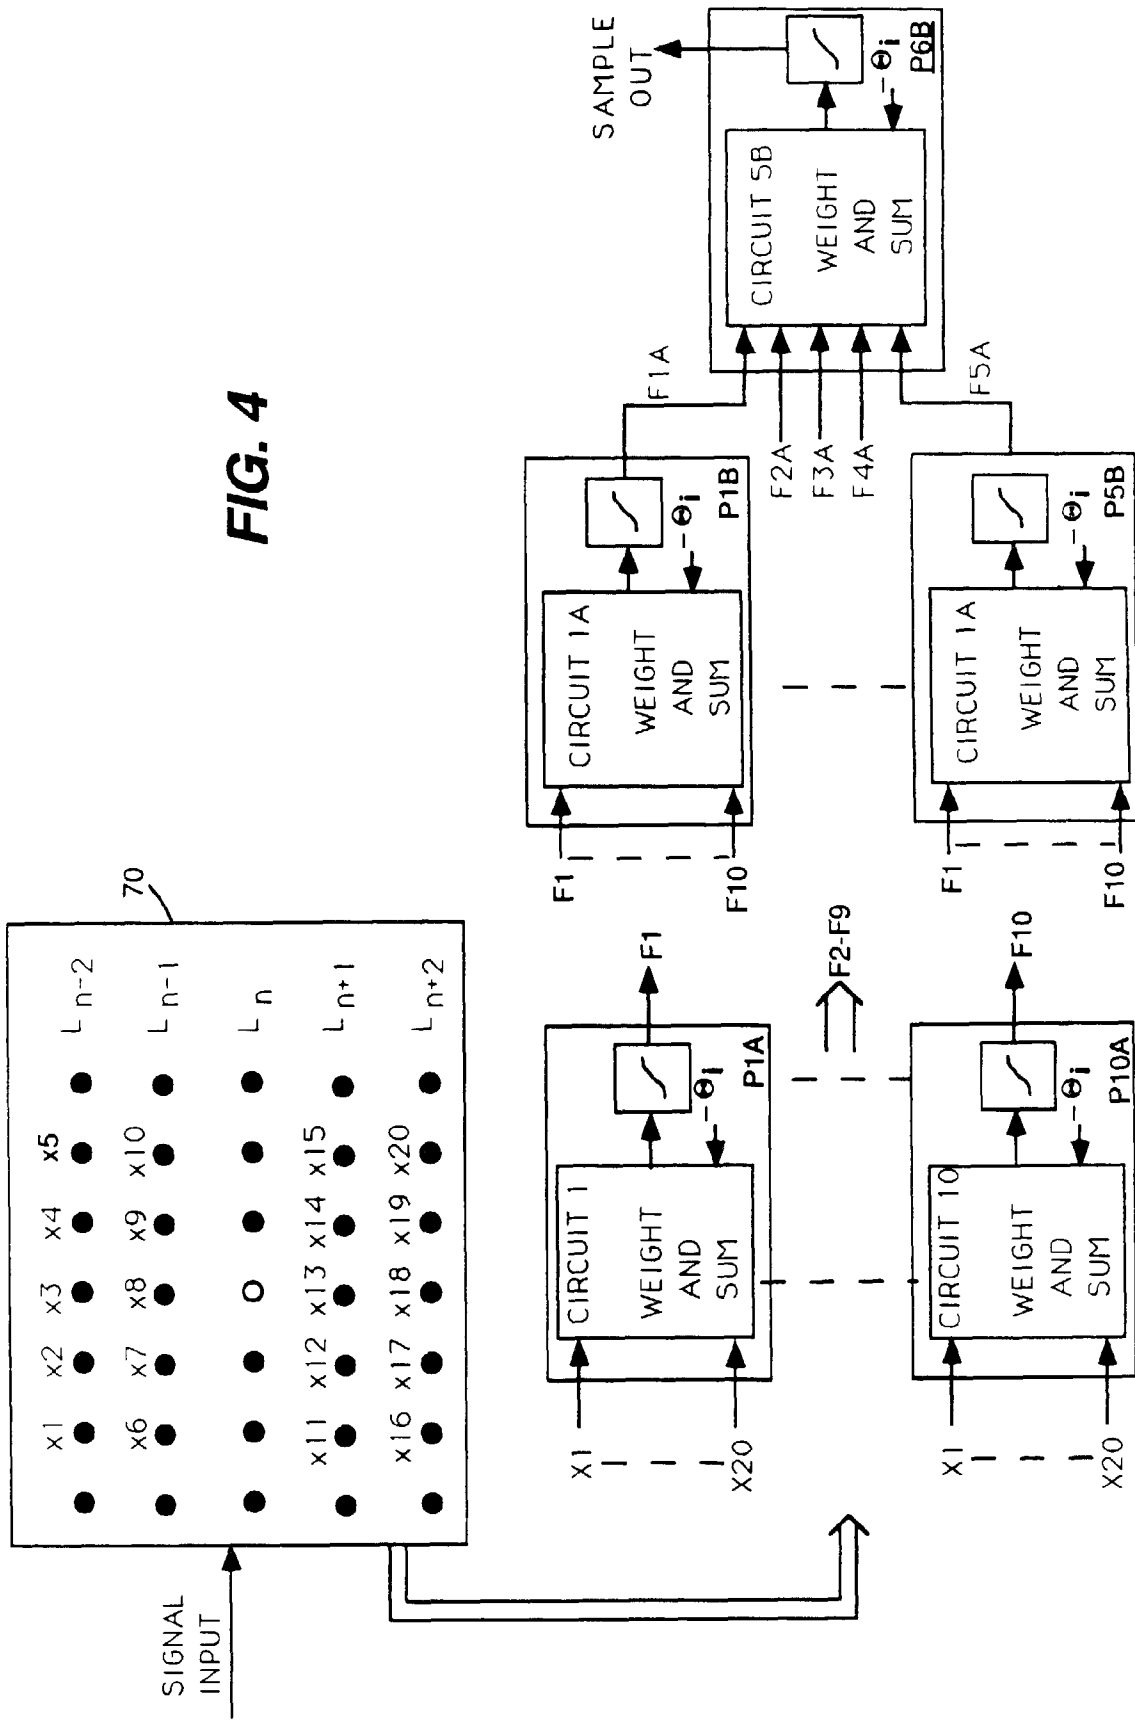 FIG. 4
70
SIGNAL
INPUT
x1 x2 x3 x4 x5
L n-2
x6 x7 x8 x9 x10
L n-1
L n
x11 x12 x13 x14 x15
L n+1
x16 x17 x18 x19 x20
L n+2
X1
X20
CIRCUIT 1
WEIGHT
AND
SUM
-Θi
P1A
F1
F2-F9
X1
X20
CIRCUIT 10
WEIGHT
AND
SUM
-Θi
P10A
F10
F1
F10
CIRCUIT 1A
WEIGHT
AND
SUM
-Θi
P1B
F1A
F1
F10
CIRCUIT 1A
WEIGHT
AND
SUM
-Θi
P5B
F5A
F2A
F3A
F4A
CIRCUIT 5B
WEIGHT
AND
SUM
-Θi
P6B
SAMPLE
OUT